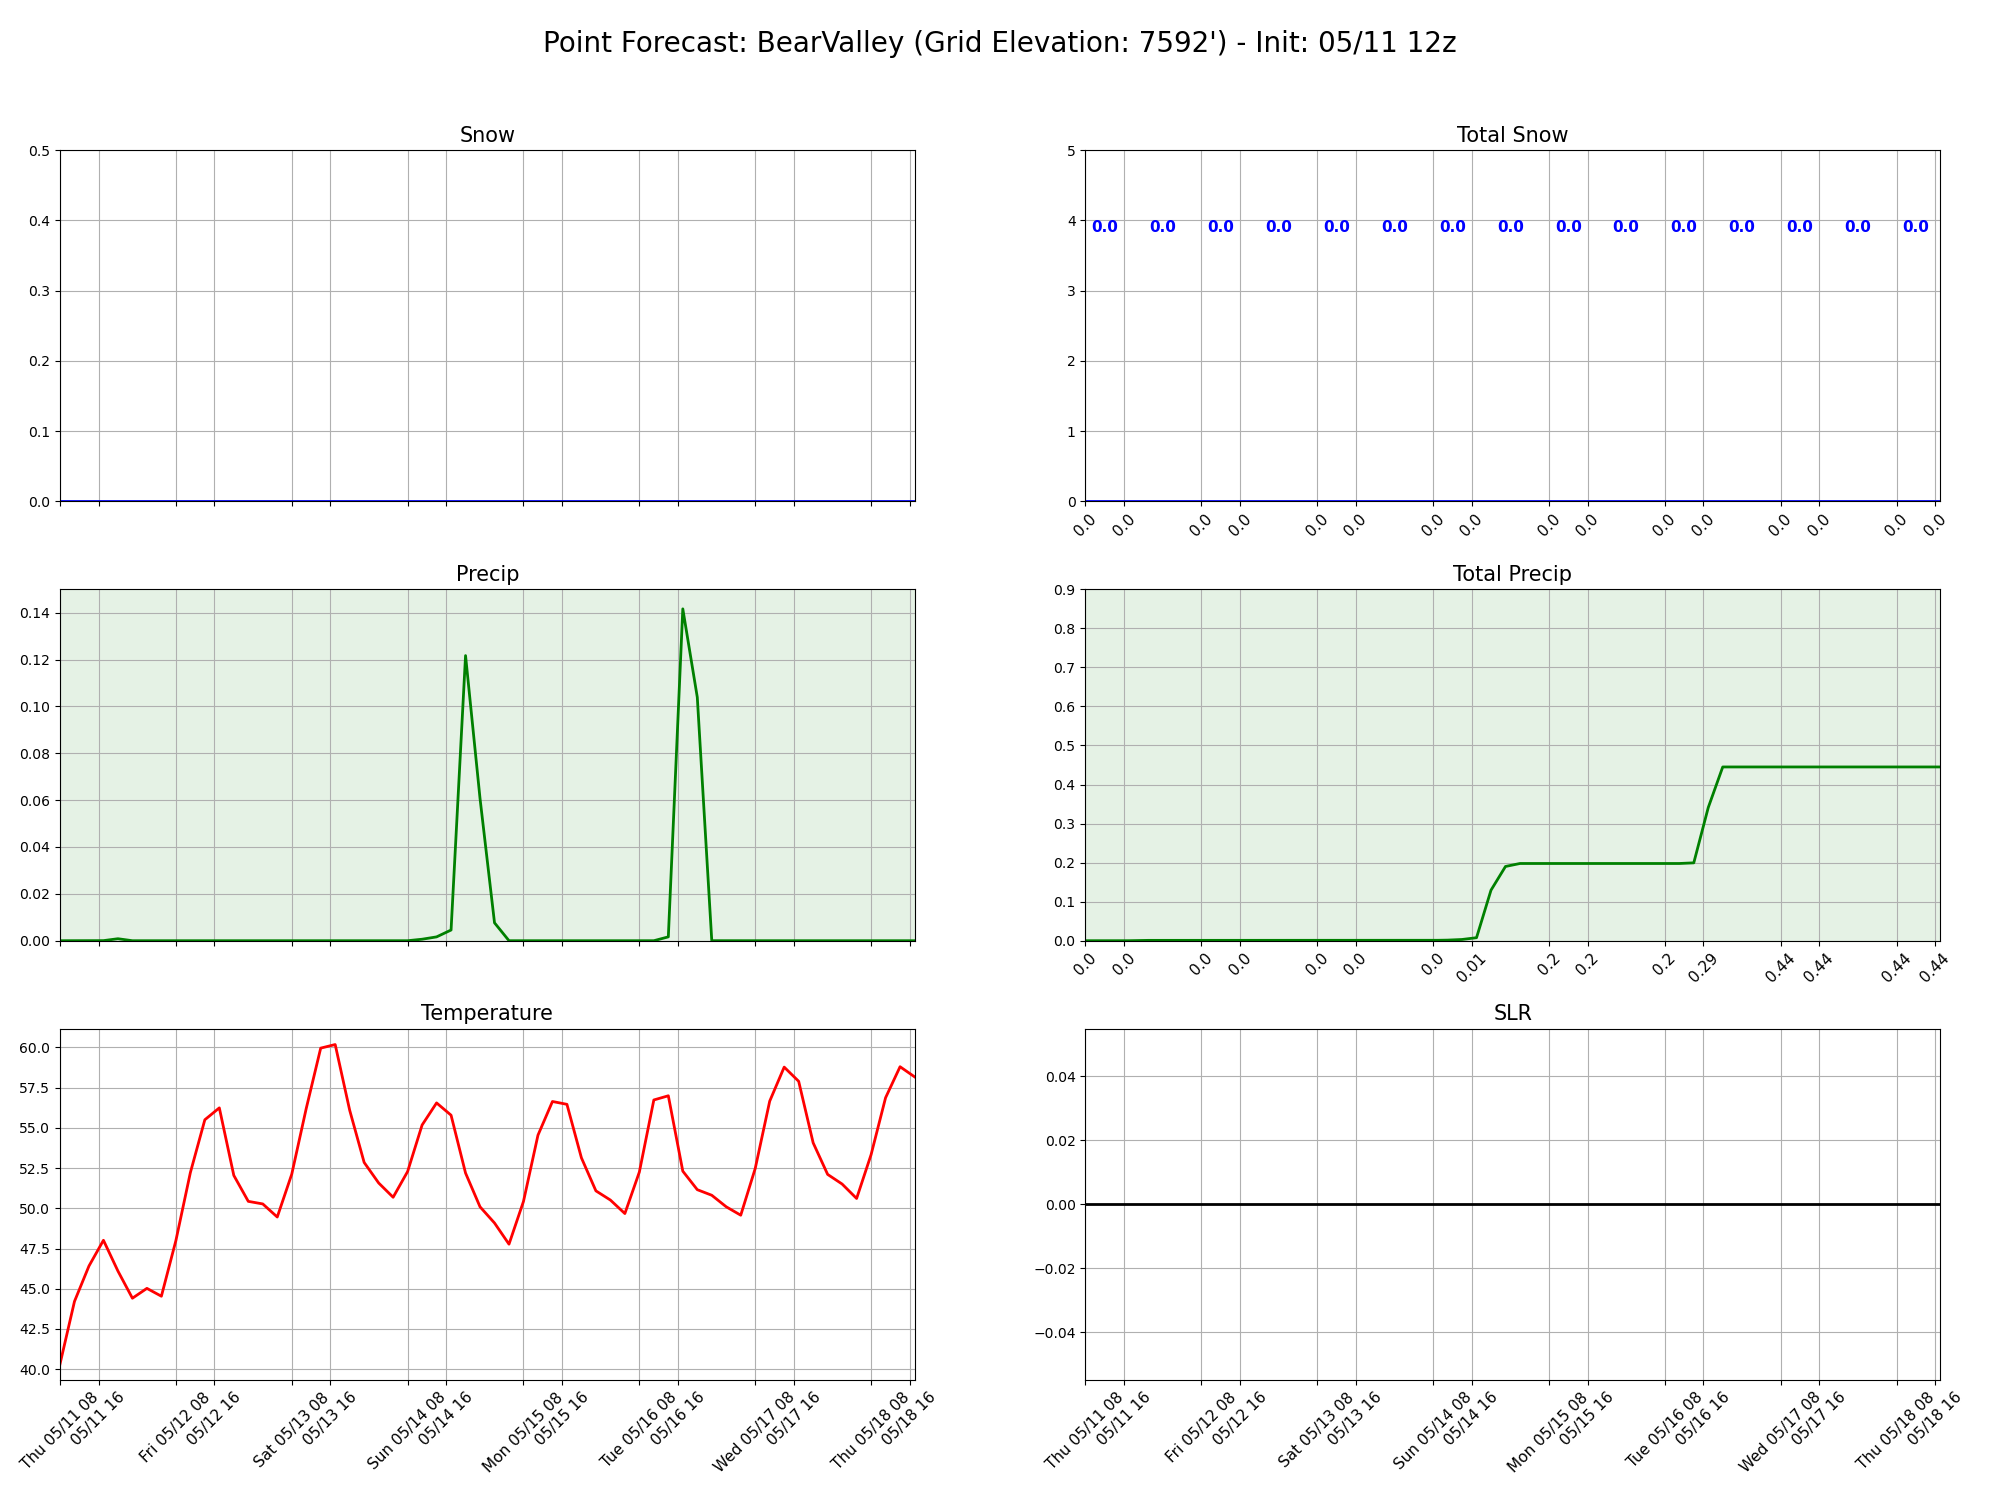 Point Forecast: BearValley (Grid Elevation: 7592') - Init: 05/11 12z
Snow
0.5
0.4
0.3
0.2
0.1
0.0
Total Snow
5
4
3
2
1
0
0.0 0.0 0.0 0.0 0.0 0.0 0.0 0.0 0.0 0.0 0.0 0.0 0.0 0.0 0.0
0.0 0.0 0.0 0.0 0.0 0.0 0.0 0.0 0.0 0.0 0.0 0.0 0.0 0.0 0.0 0.0
Precip
0.14
0.12
0.10
0.08
0.06
0.04
0.02
0.00
Total Precip
0.9
0.8
0.7
0.6
0.5
0.4
0.3
0.2
0.1
0.0
0.0 0.0 0.0 0.0 0.0 0.0 0.0 0.01 0.2 0.2 0.2 0.29 0.44 0.44 0.44 0.44
Temperature
60.0
57.5
55.0
52.5
50.0
47.5
45.0
42.5
40.0
Thu 05/11 08
05/11 16
Fri 05/12 08
05/12 16
Sat 05/13 08
05/13 16
Sun 05/14 08
05/14 16
Mon 05/15 08
05/15 16
Tue 05/16 08
05/16 16
Wed 05/17 08
05/17 16
Thu 05/18 08
05/18 16
SLR
0.04
0.02
0.00
−0.02
−0.04
Thu 05/11 08
05/11 16
Fri 05/12 08
05/12 16
Sat 05/13 08
05/13 16
Sun 05/14 08
05/14 16
Mon 05/15 08
05/15 16
Tue 05/16 08
05/16 16
Wed 05/17 08
05/17 16
Thu 05/18 08
05/18 16